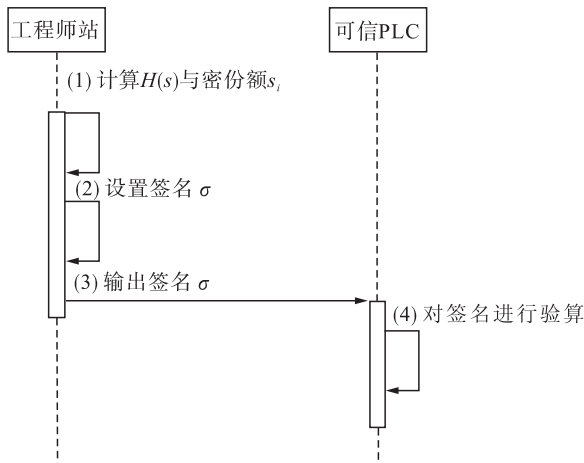 工程师站
可信PLC
(1) 计算H(s)与密份额sᵢ
(2) 设置签名 σ
(3) 输出签名 σ
(4) 对签名进行验算